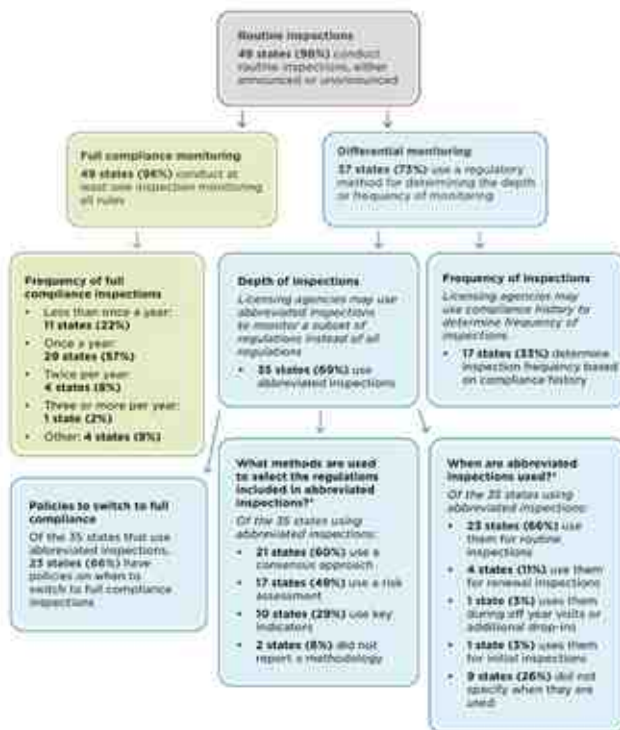 Routine inspections
49 states (96%) conduct
routine inspections, either
announced or unannounced
Full compliance monitoring
49 states (96%) conduct at
least one inspection monitoring
all rules
Differential monitoring
37 states (73%) use a regulatory
method for determining the depth
or frequency of monitoring
Frequency of full
compliance inspections
• Less than once a year:
11 states (22%)
• Once a year:
29 states (57%)
• Twice per year:
4 states (8%)
• Three or more per year:
1 state (2%)
• Other: 4 states (8%)
Depth of inspections
Licensing agencies may use
abbreviated inspections
to monitor a subset of
regulations instead of all
regulations
• 35 states (69%) use
abbreviated inspections
Frequency of inspections
Licensing agencies may
use compliance history to
determine frequency of
inspections
• 17 states (33%) determine
inspection frequency based
on compliance history
Policies to switch to full
compliance
Of the 35 states that use
abbreviated inspections,
23 states (66%) have
policies on when to
switch to full compliance
inspections
What methods are used
to select the regulations
included in abbreviated
inspections?*
Of the 35 states using
abbreviated inspections:
• 21 states (60%) use a
consensus approach
• 17 states (49%) use a risk
assessment
• 10 states (29%) use key
indicators
• 2 states (6%) did not
report a methodology
When are abbreviated
inspections used?*
Of the 35 states using
abbreviated inspections:
• 23 states (66%) use
them for routine
inspections
• 4 states (11%) use them
for renewal inspections
• 1 state (3%) uses them
during off year visits or
additional drop-ins
• 1 state (3%) uses them
for initial inspections
• 9 states (26%) did not
specify when they are
used